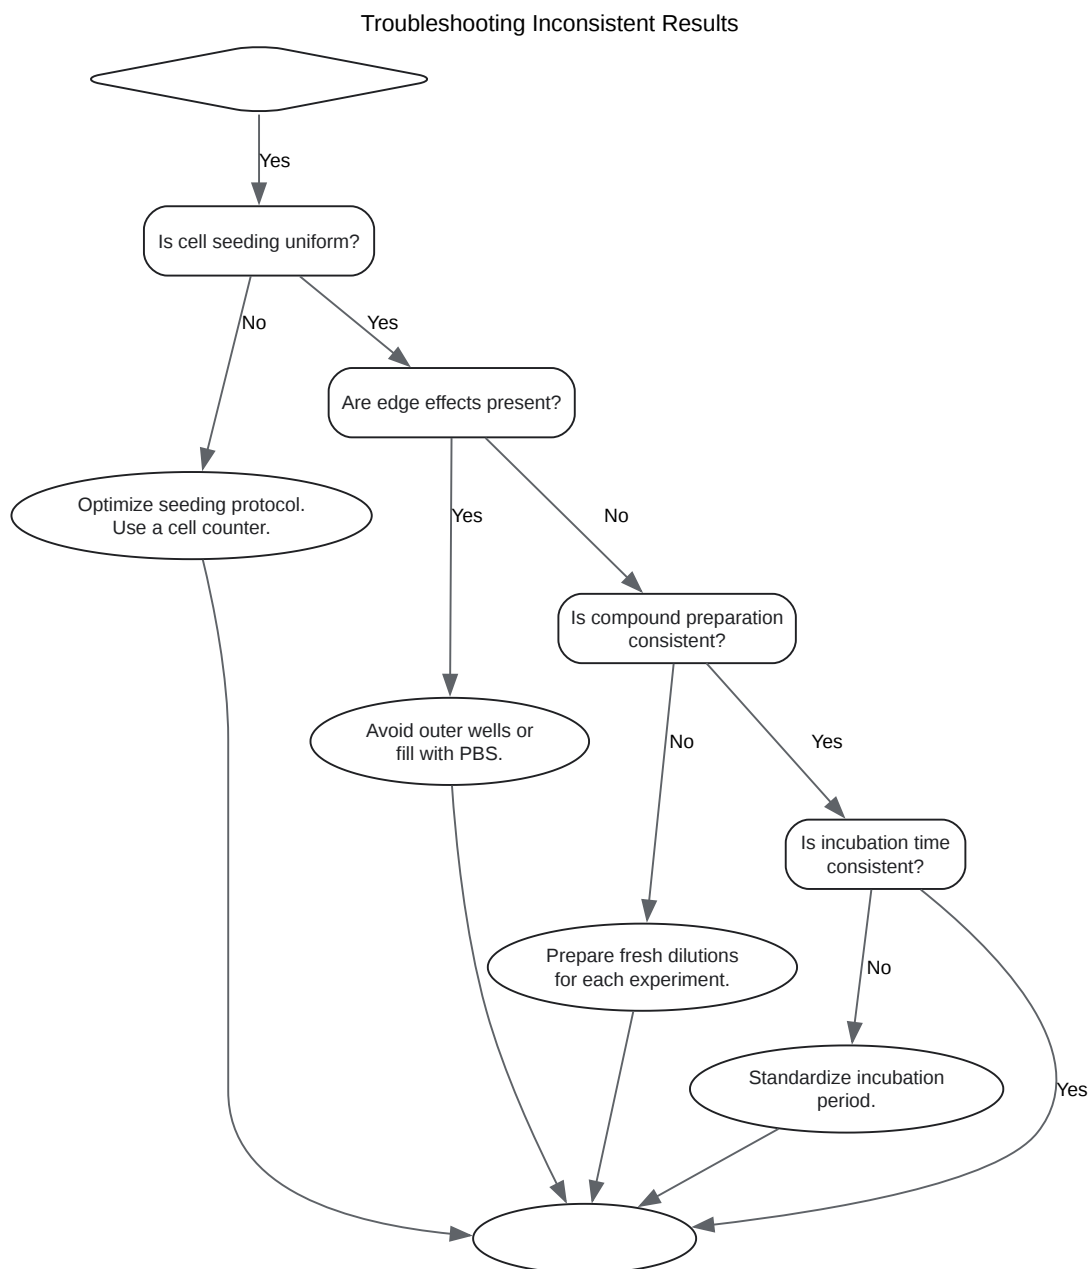 Troubleshooting Inconsistent Results
Yes
Is cell seeding uniform?
No
Yes
Are edge effects present?
Optimize seeding protocol.
Use a cell counter.
Yes
No
Is compound preparation
consistent?
Avoid outer wells or
fill with PBS.
No
Yes
Is incubation time
consistent?
Prepare fresh dilutions
for each experiment.
No
Standardize incubation
period.
Yes